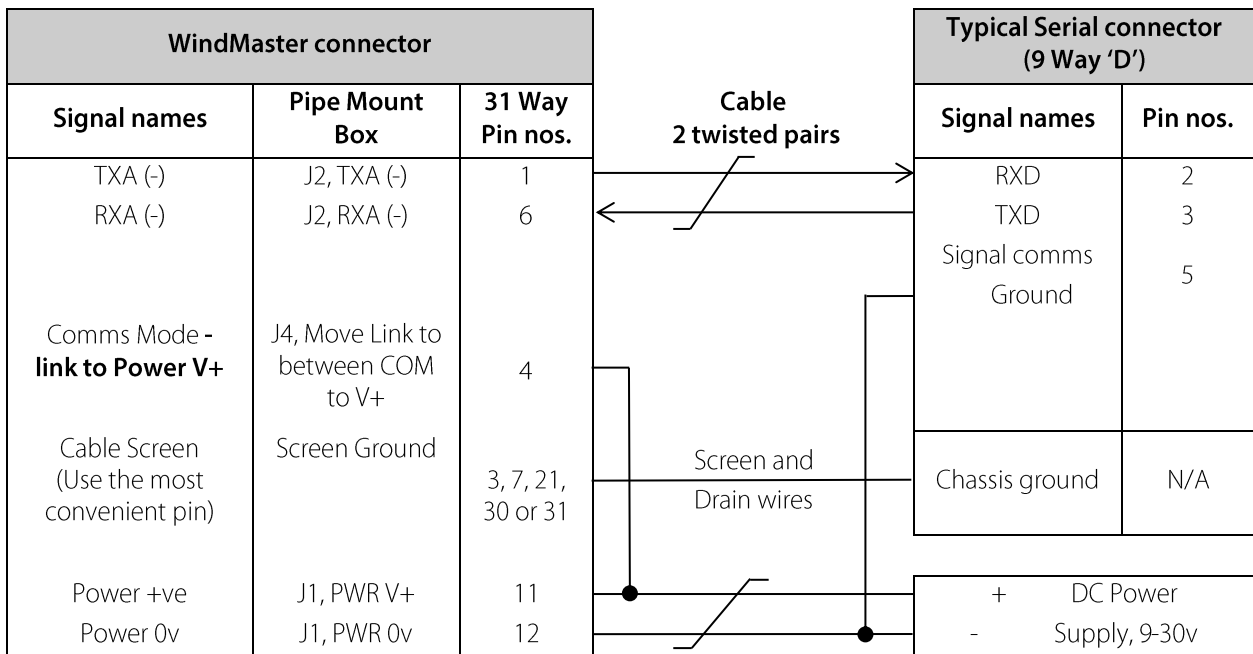 WindMaster connector
Typical Serial connector
(9 Way ‘D’)
Signal names
Pipe Mount
Box
31 Way
Pin nos.
Cable
2 twisted pairs
Signal names
Pin nos.
TXA (-)
J2, TXA (-)
1
RXD
2
RXA (-)
J2, RXA (-)
6
TXD
3
Signal comms
Ground
5
Comms Mode -
link to Power V+
J4, Move Link to
between COM
to V+
4
Cable Screen
(Use the most
convenient pin)
Screen Ground
3, 7, 21,
30 or 31
Screen and
Drain wires
Chassis ground
N/A
Power +ve
J1, PWR V+
11
+ DC Power
Power 0v
J1, PWR 0v
12
- Supply, 9-30v